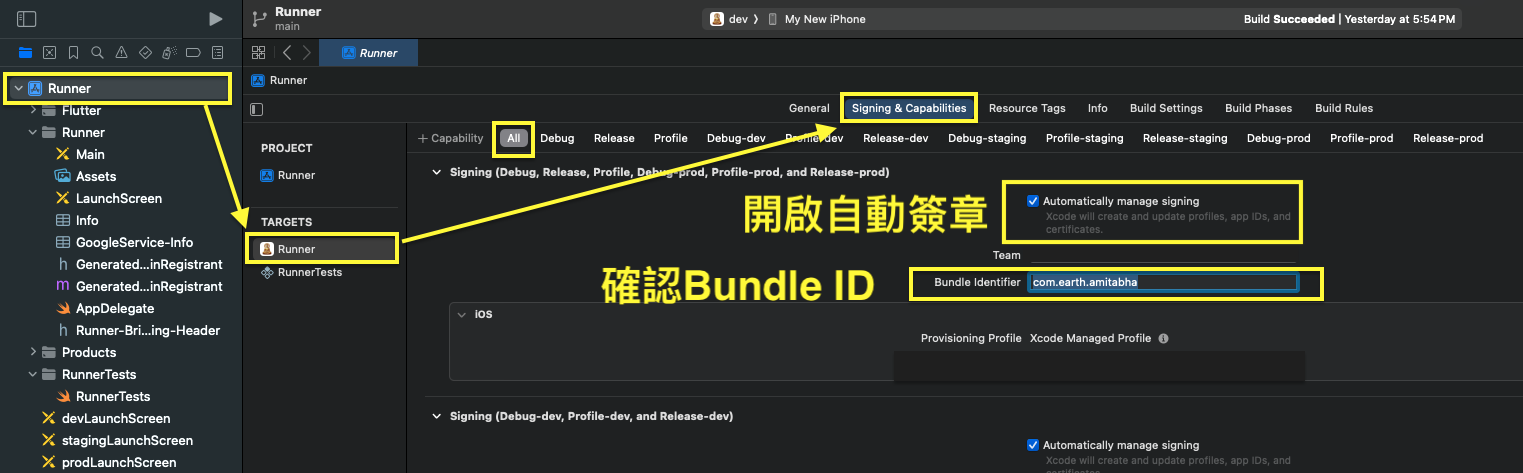 Runner
main
dev
My New iPhone
Build Succeeded | Yesterday at 5:54 PM
Runner
Runner
Runner
Flutter
Runner
Main
Assets
LaunchScreen
Info
GoogleService-Info
Generated...inRegistrant
Generated...inRegistrant
AppDelegate
Runner-Bri...ing-Header
Products
RunnerTests
RunnerTests
devLaunchScreen
stagingLaunchScreen
prodLaunchScreen
PROJECT
Runner
TARGETS
Runner
RunnerTests
General Signing & Capabilities Resource Tags Info Build Settings Build Phases Build Rules
+ Capability All Debug Release Profile Debug-dev Profile-dev Release-dev Debug-staging Profile-staging Release-staging Debug-prod Profile-prod Release-prod
Signing (Debug, Release, Profile, Debug-prod, Profile-prod, and Release-prod)
開啟自動簽章
Automatically manage signing
Xcode will create and update profiles, app IDs, and
certificates.
Team
確認Bundle ID
Bundle Identifier com.earth.amitabha
iOS
Provisioning Profile Xcode Managed Profile
Signing (Debug-dev, Profile-dev, and Release-dev)
Automatically manage signing
Xcode will create and update profiles, app IDs, and